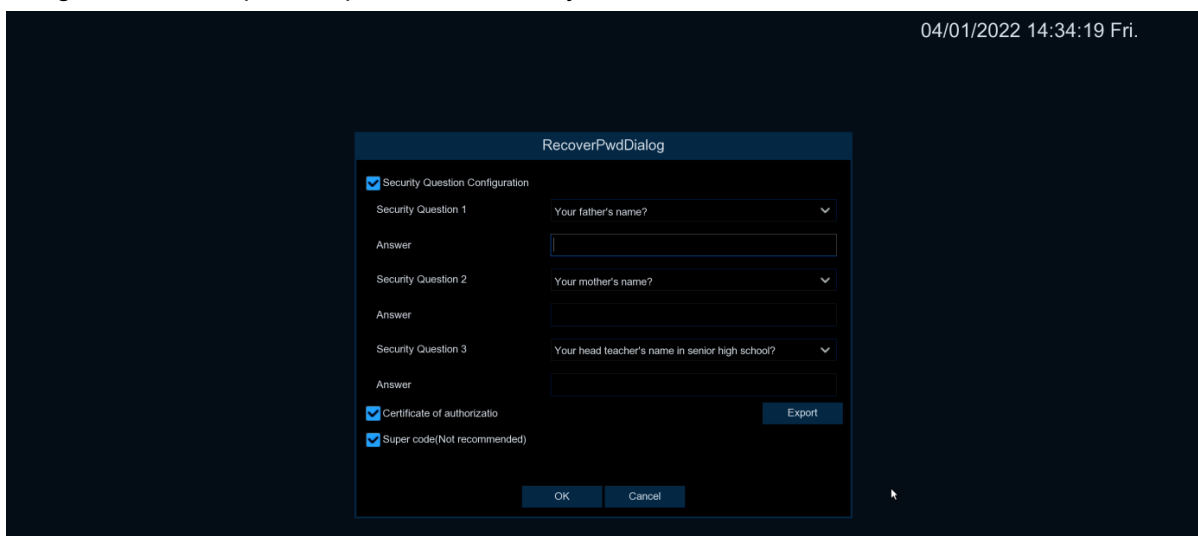 04/01/2022 14:34:19 Fri.
RecoverPwdDialog
Security Question Configuration
Security Question 1 Your father's name?
Answer
Security Question 2 Your mother's name?
Answer
Security Question 3 Your head teacher's name in senior high school?
Answer
Certificate of authorizatio Export
Super code(Not recommended)
OK Cancel